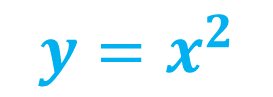 y = x²